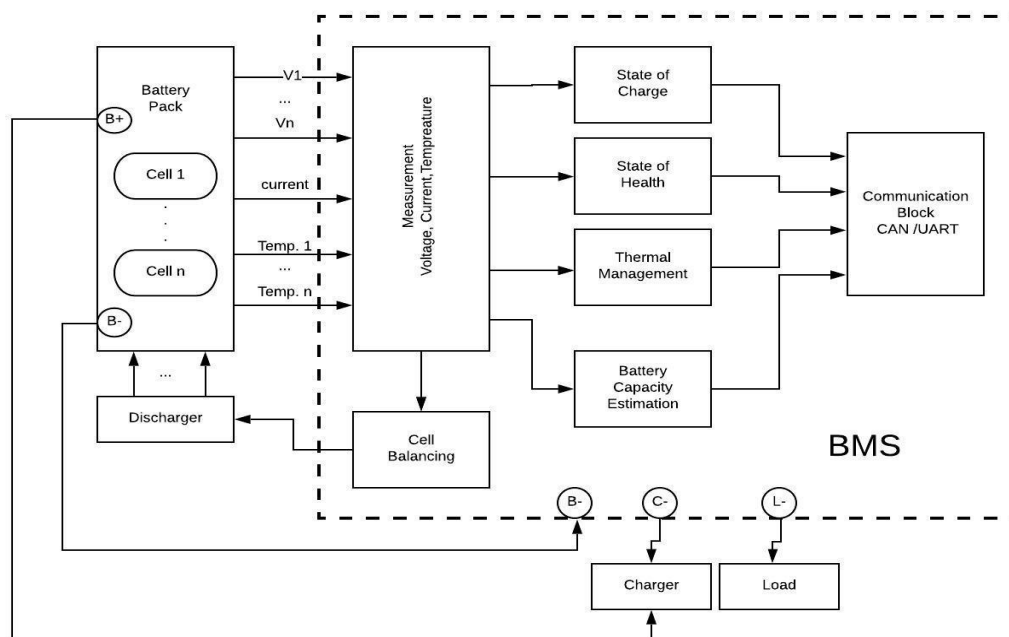 Battery
Pack
B+
Cell 1
.
.
.
Cell n
B-
V1
...
Vn
current
Temp. 1
...
Temp. n
Measurement
Voltage, Current,Tempreature
State of
Charge
State of
Health
Thermal
Management
Battery
Capacity
Estimation
Communication
Block
CAN /UART
...
Discharger
Cell
Balancing
BMS
B-
C-
L-
Charger
Load